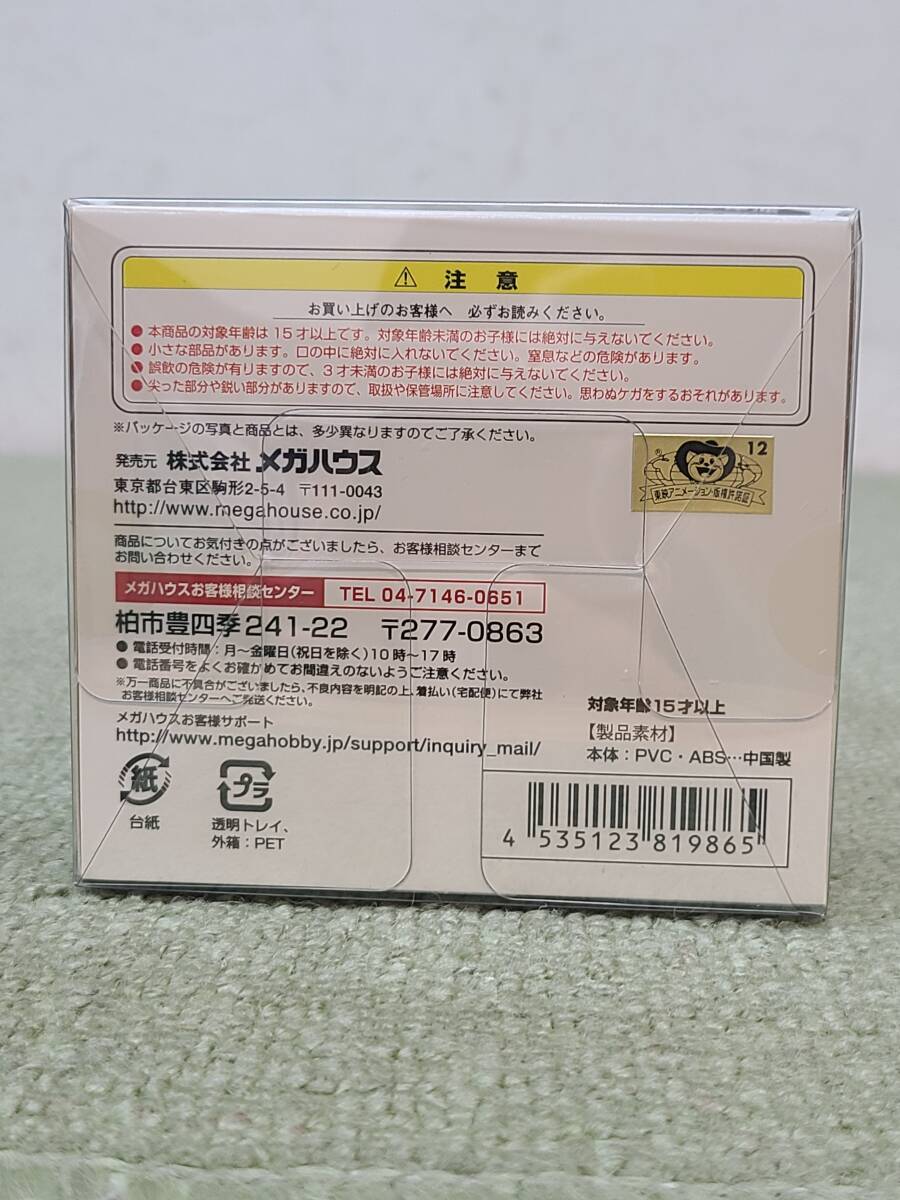 ⚠ 注意
お買い上げのお客様へ 必ずお読みください。
●本商品の対象年齢は15才以上です。対象年齢未満のお子様には絶対に与えないでください。
●小さな部品があります。口の中に絶対に入れないでください。窒息などの危険があります。
●誤飲の危険が有りますので、3才未満のお子様には絶対に与えないでください。
●尖った部分や鋭い部分がありますので、取扱や保管場所に注意してください。思わぬケガをするおそれがあります。
※パッケージの写真と商品とは、多少異なりますのでご了承ください。
発売元 株式会社メガハウス
東京都台東区駒形2-5-4 〒111-0043
http://www.megahouse.co.jp/
12
東映アニメーション・版権許諾証
商品についてお気付きの点がございましたら、お客様相談センターまで
お問い合わせください。
メガハウスお客様相談センター TEL 04-7146-0651
柏市豊四季241-22 〒277-0863
●電話受付時間：月～金曜日(祝日を除く)10時～17時
●電話番号をよくお確かめてお間違えのないようご注意ください。
※万一商品に不具合がございましたら、不良内容を明記の上、着払い(宅配便)にて弊社
お客様相談センターへご発送ください。
メガハウスお客様サポート
http://www.megahobby.jp/support/inquiry_mail/
対象年齢15才以上
【製品素材】
本体：PVC・ABS…中国製
紙
台紙
プラ
透明トレイ、
外箱：PET
4 535123 819865